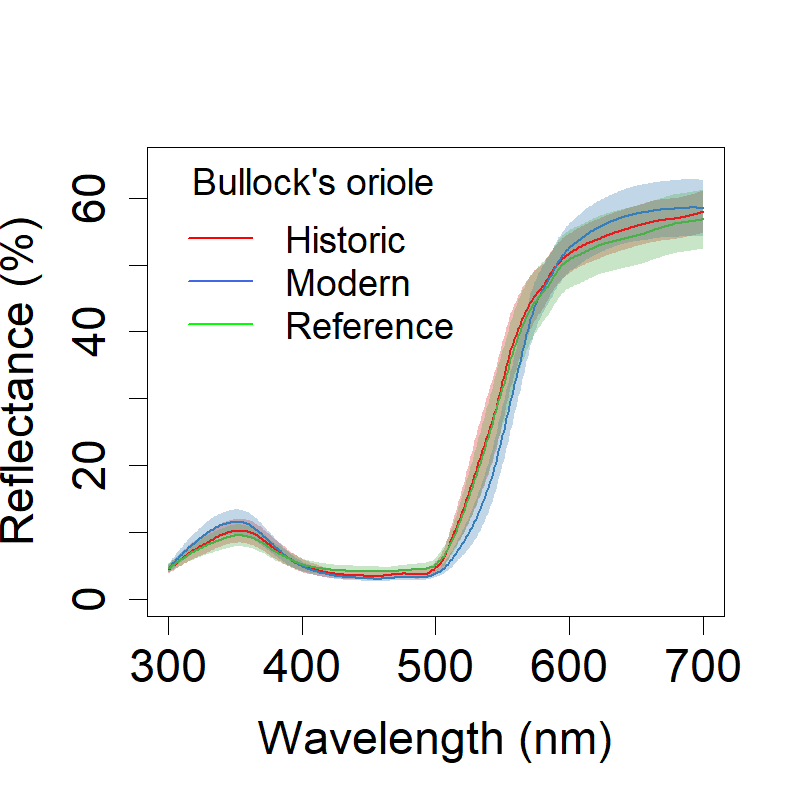 Bullock's oriole
Historic
Modern
Reference
Reflectance (%)
60
40
20
0
300 400 500 600 700
Wavelength (nm)